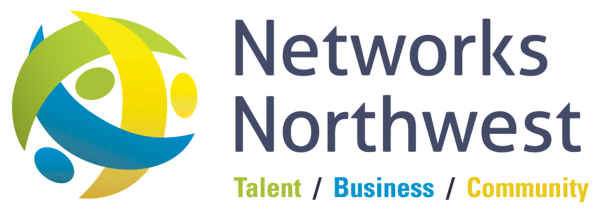 Networks
Northwest
Talent / Business / Community